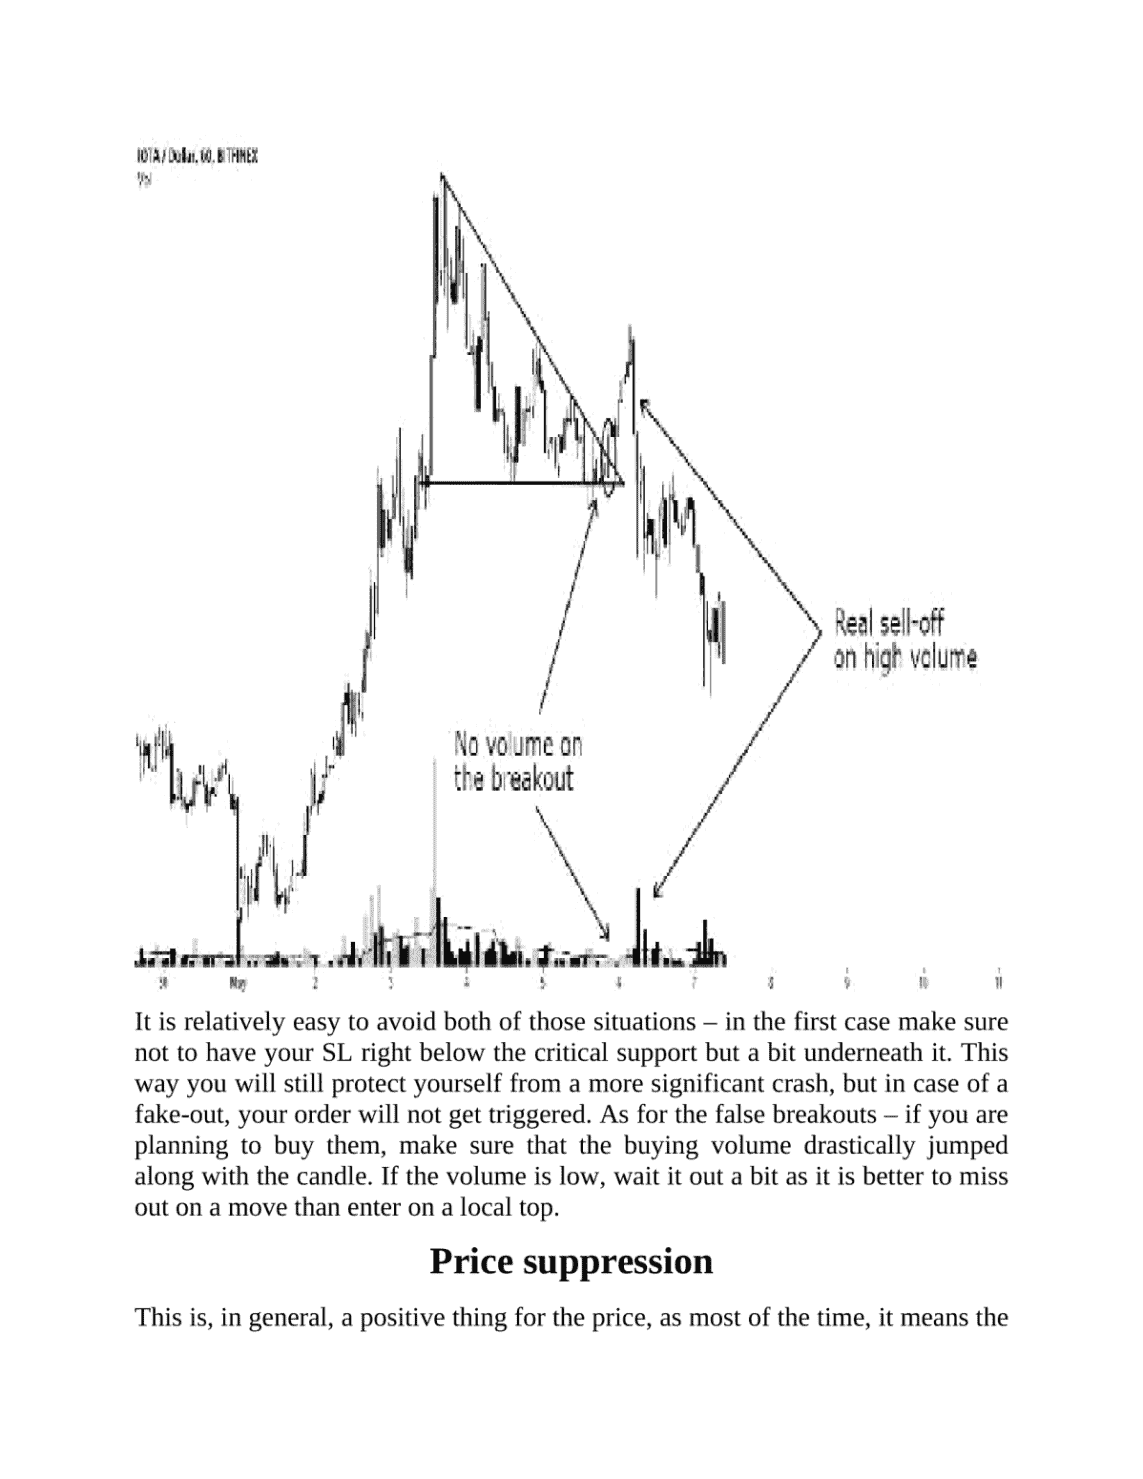 IOTA / Dollar, 60, BITFINEX
Vol
Real sell-off
on high volume
No volume on
the breakout
30 May 2 3 4 5 6 7 8 9 10 11
It is relatively easy to avoid both of those situations – in the first case make sure
not to have your SL right below the critical support but a bit underneath it. This
way you will still protect yourself from a more significant crash, but in case of a
fake-out, your order will not get triggered. As for the false breakouts – if you are
planning to buy them, make sure that the buying volume drastically jumped
along with the candle. If the volume is low, wait it out a bit as it is better to miss
out on a move than enter on a local top.
Price suppression
This is, in general, a positive thing for the price, as most of the time, it means the